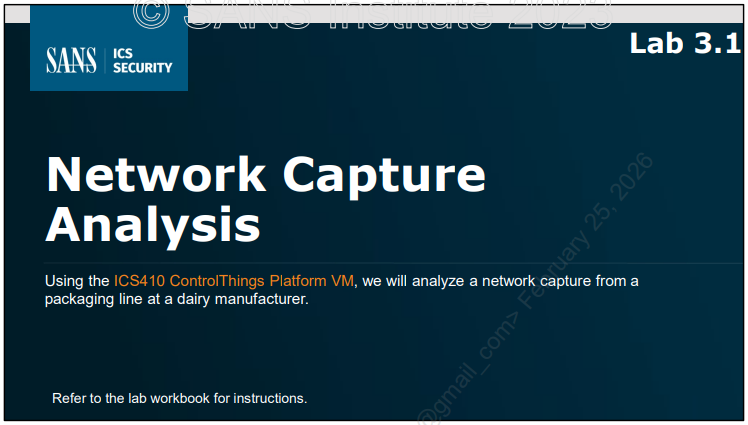 © SANS Institute 2026
Lab 3.1
SANS
ICS
SECURITY
Network Capture
Analysis
Using the ICS410 ControlThings Platform VM, we will analyze a network capture from a
packaging line at a dairy manufacturer.
@gmail_com> February 25, 2026
Refer to the lab workbook for instructions.